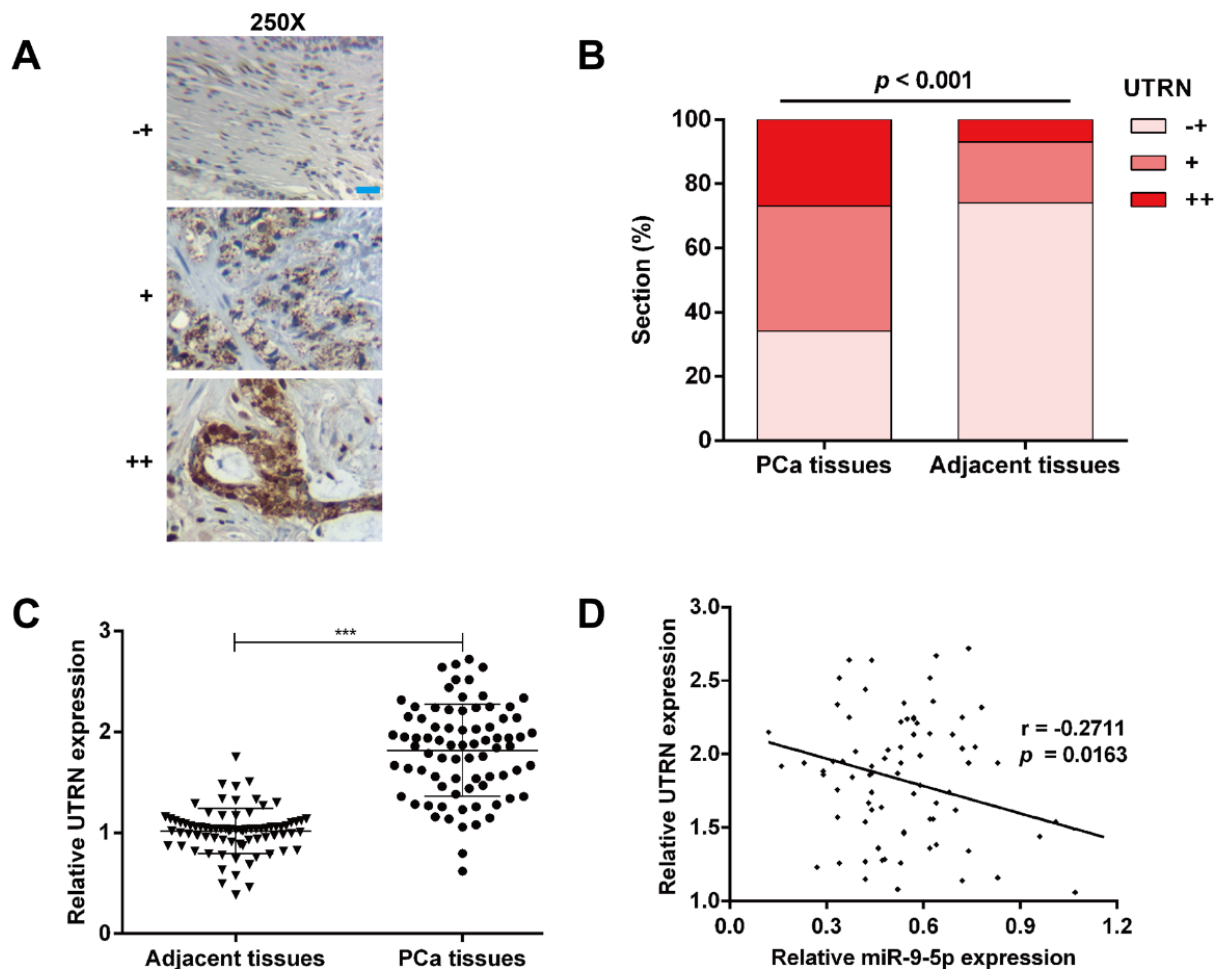 A
250X
-+
+
++
B
p < 0.001
UTRN
-+
+
++
100
80
60
40
20
0
Section (%)
PCa tissues
Adjacent tissues
C
***
3
2
1
0
Relative UTRN expression
Adjacent tissues
PCa tissues
D
3.0
2.5
2.0
1.5
1.0
Relative UTRN expression
r = -0.2711
p = 0.0163
0.0
0.3
0.6
0.9
1.2
Relative miR-9-5p expression